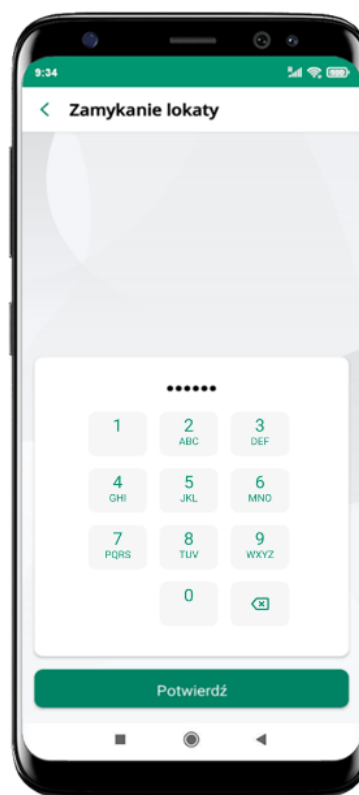 9:34
Zamykanie lokaty
••••••
1 2 3
ABC DEF
4 5 6
GHI JKL MNO
7 8 9
PQRS TUV WXYZ
0
Potwierdź